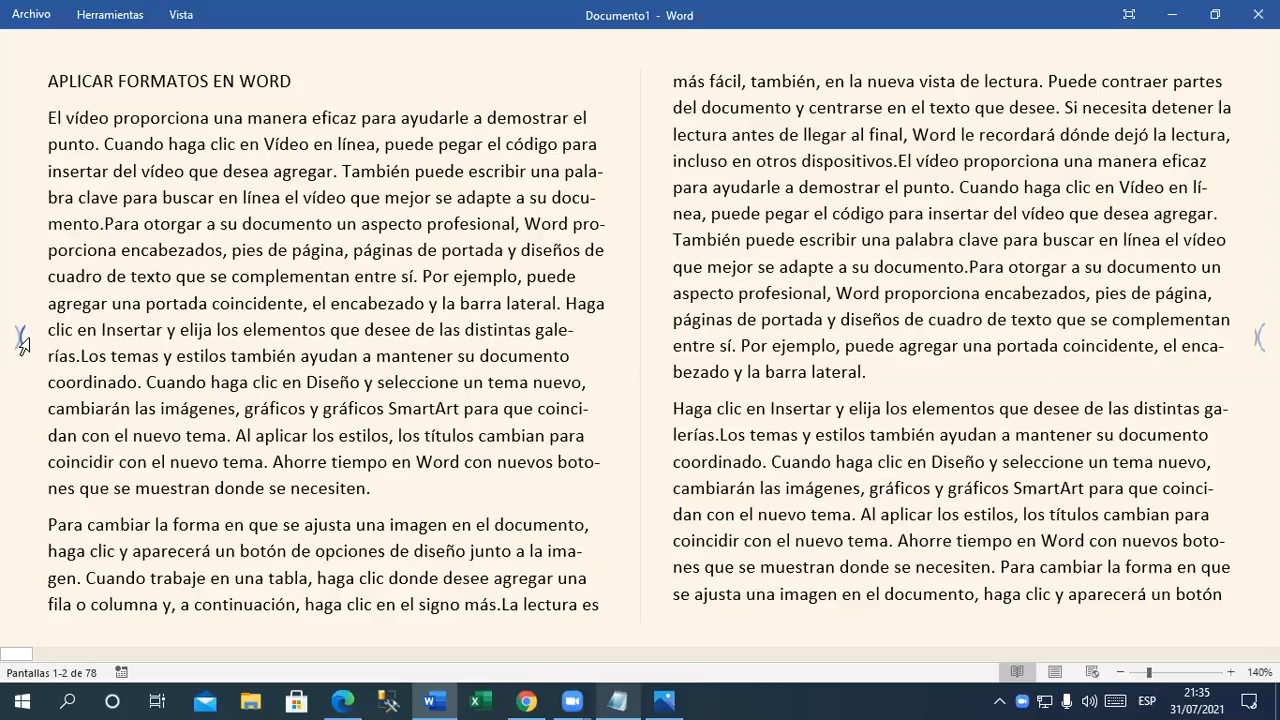 Archivo Herramientas Vista Documento1 - Word
APLICAR FORMATOS EN WORD
El vídeo proporciona una manera eficaz para ayudarle a demostrar el
punto. Cuando haga clic en Vídeo en línea, puede pegar el código para
insertar del vídeo que desea agregar. También puede escribir una pala-
bra clave para buscar en línea el vídeo que mejor se adapte a su docu-
mento.Para otorgar a su documento un aspecto profesional, Word pro-
porciona encabezados, pies de página, páginas de portada y diseños de
cuadro de texto que se complementan entre sí. Por ejemplo, puede
agregar una portada coincidente, el encabezado y la barra lateral. Haga
clic en Insertar y elija los elementos que desee de las distintas gale-
rías.Los temas y estilos también ayudan a mantener su documento
coordinado. Cuando haga clic en Diseño y seleccione un tema nuevo,
cambiarán las imágenes, gráficos y gráficos SmartArt para que coinci-
dan con el nuevo tema. Al aplicar los estilos, los títulos cambian para
coincidir con el nuevo tema. Ahorre tiempo en Word con nuevos boto-
nes que se muestran donde se necesiten.
Para cambiar la forma en que se ajusta una imagen en el documento,
haga clic y aparecerá un botón de opciones de diseño junto a la ima-
gen. Cuando trabaje en una tabla, haga clic donde desee agregar una
fila o columna y, a continuación, haga clic en el signo más.La lectura es
más fácil, también, en la nueva vista de lectura. Puede contraer partes
del documento y centrarse en el texto que desee. Si necesita detener la
lectura antes de llegar al final, Word le recordará dónde dejó la lectura,
incluso en otros dispositivos.El vídeo proporciona una manera eficaz
para ayudarle a demostrar el punto. Cuando haga clic en Vídeo en lí-
nea, puede pegar el código para insertar del vídeo que desea agregar.
También puede escribir una palabra clave para buscar en línea el vídeo
que mejor se adapte a su documento.Para otorgar a su documento un
aspecto profesional, Word proporciona encabezados, pies de página,
páginas de portada y diseños de cuadro de texto que se complementan
entre sí. Por ejemplo, puede agregar una portada coincidente, el enca-
bezado y la barra lateral.
Haga clic en Insertar y elija los elementos que desee de las distintas ga-
lerías.Los temas y estilos también ayudan a mantener su documento
coordinado. Cuando haga clic en Diseño y seleccione un tema nuevo,
cambiarán las imágenes, gráficos y gráficos SmartArt para que coinci-
dan con el nuevo tema. Al aplicar los estilos, los títulos cambian para
coincidir con el nuevo tema. Ahorre tiempo en Word con nuevos boto-
nes que se muestran donde se necesiten. Para cambiar la forma en que
se ajusta una imagen en el documento, haga clic y aparecerá un botón
Pantallas 1-2 de 78 140%
ESP 21:35
31/07/2021